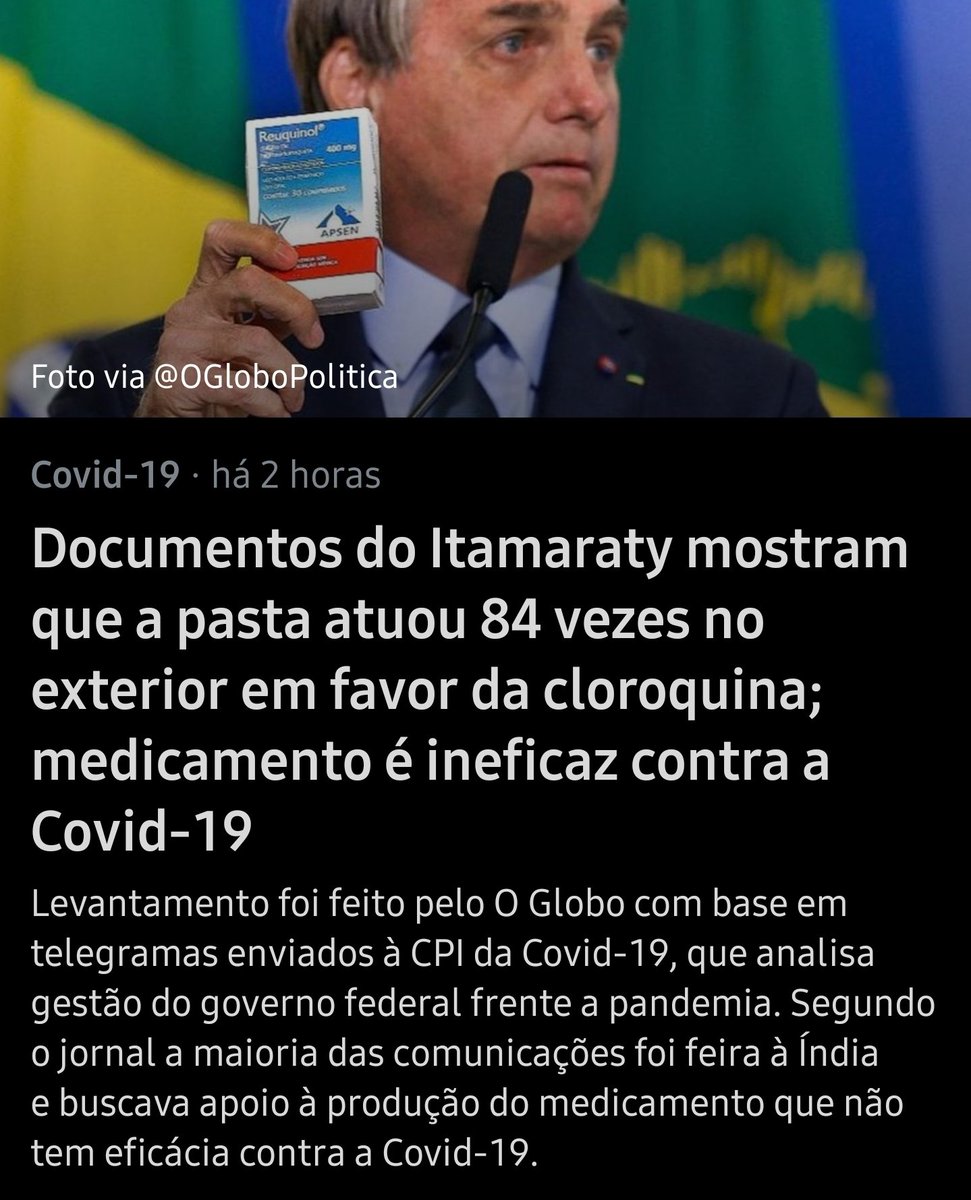 Reuquinol®
400 mg
APSEN
Foto via @OGloboPolitica
Covid-19 · há 2 horas
Documentos do Itamaraty mostram
que a pasta atuou 84 vezes no
exterior em favor da cloroquina;
medicamento é ineficaz contra a
Covid-19
Levantamento foi feito pelo O Globo com base em
telegramas enviados à CPI da Covid-19, que analisa
gestão do governo federal frente a pandemia. Segundo
o jornal a maioria das comunicações foi feira à Índia
e buscava apoio à produção do medicamento que não
tem eficácia contra a Covid-19.